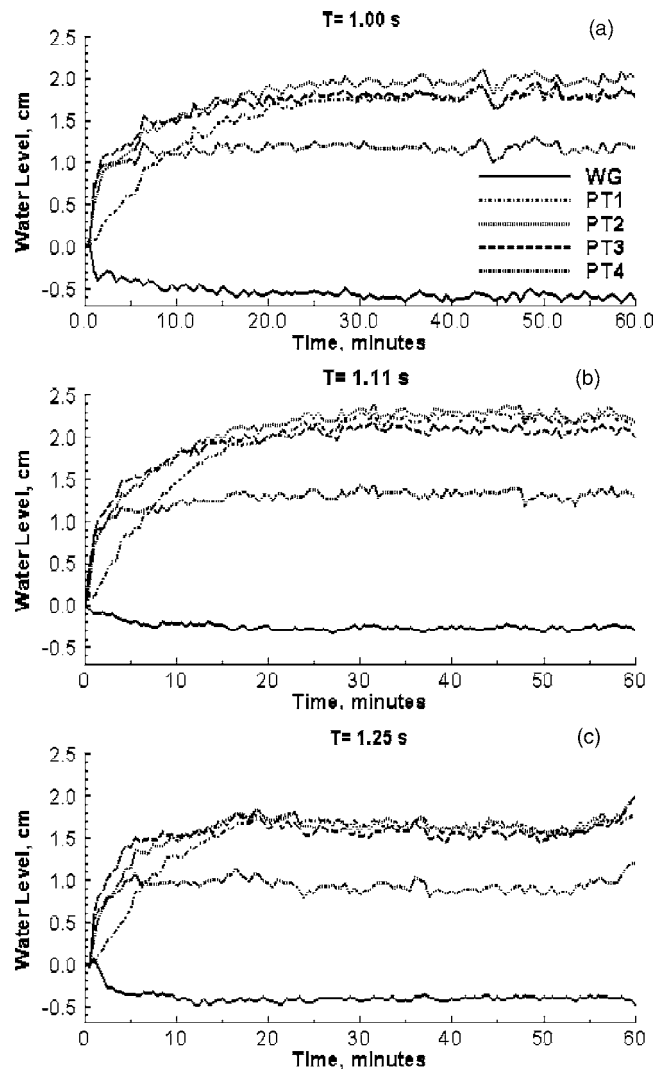 T= 1.00 s
(a)
Water Level, cm
2.5
2.0
1.5
1.0
0.5
0.0
-0.5
WG
PT1
PT2
PT3
PT4
0.0 10.0 20.0 30.0 40.0 50.0 60.0
Time, minutes
T= 1.11 s
(b)
Water Level, cm
2.5
2.0
1.5
1.0
0.5
0.0
-0.5
0 10 20 30 40 50 60
Time, minutes
T= 1.25 s
(c)
Water Level, cm
2.5
2.0
1.5
1.0
0.5
0.0
-0.5
0 10 20 30 40 50 60
Time, minutes